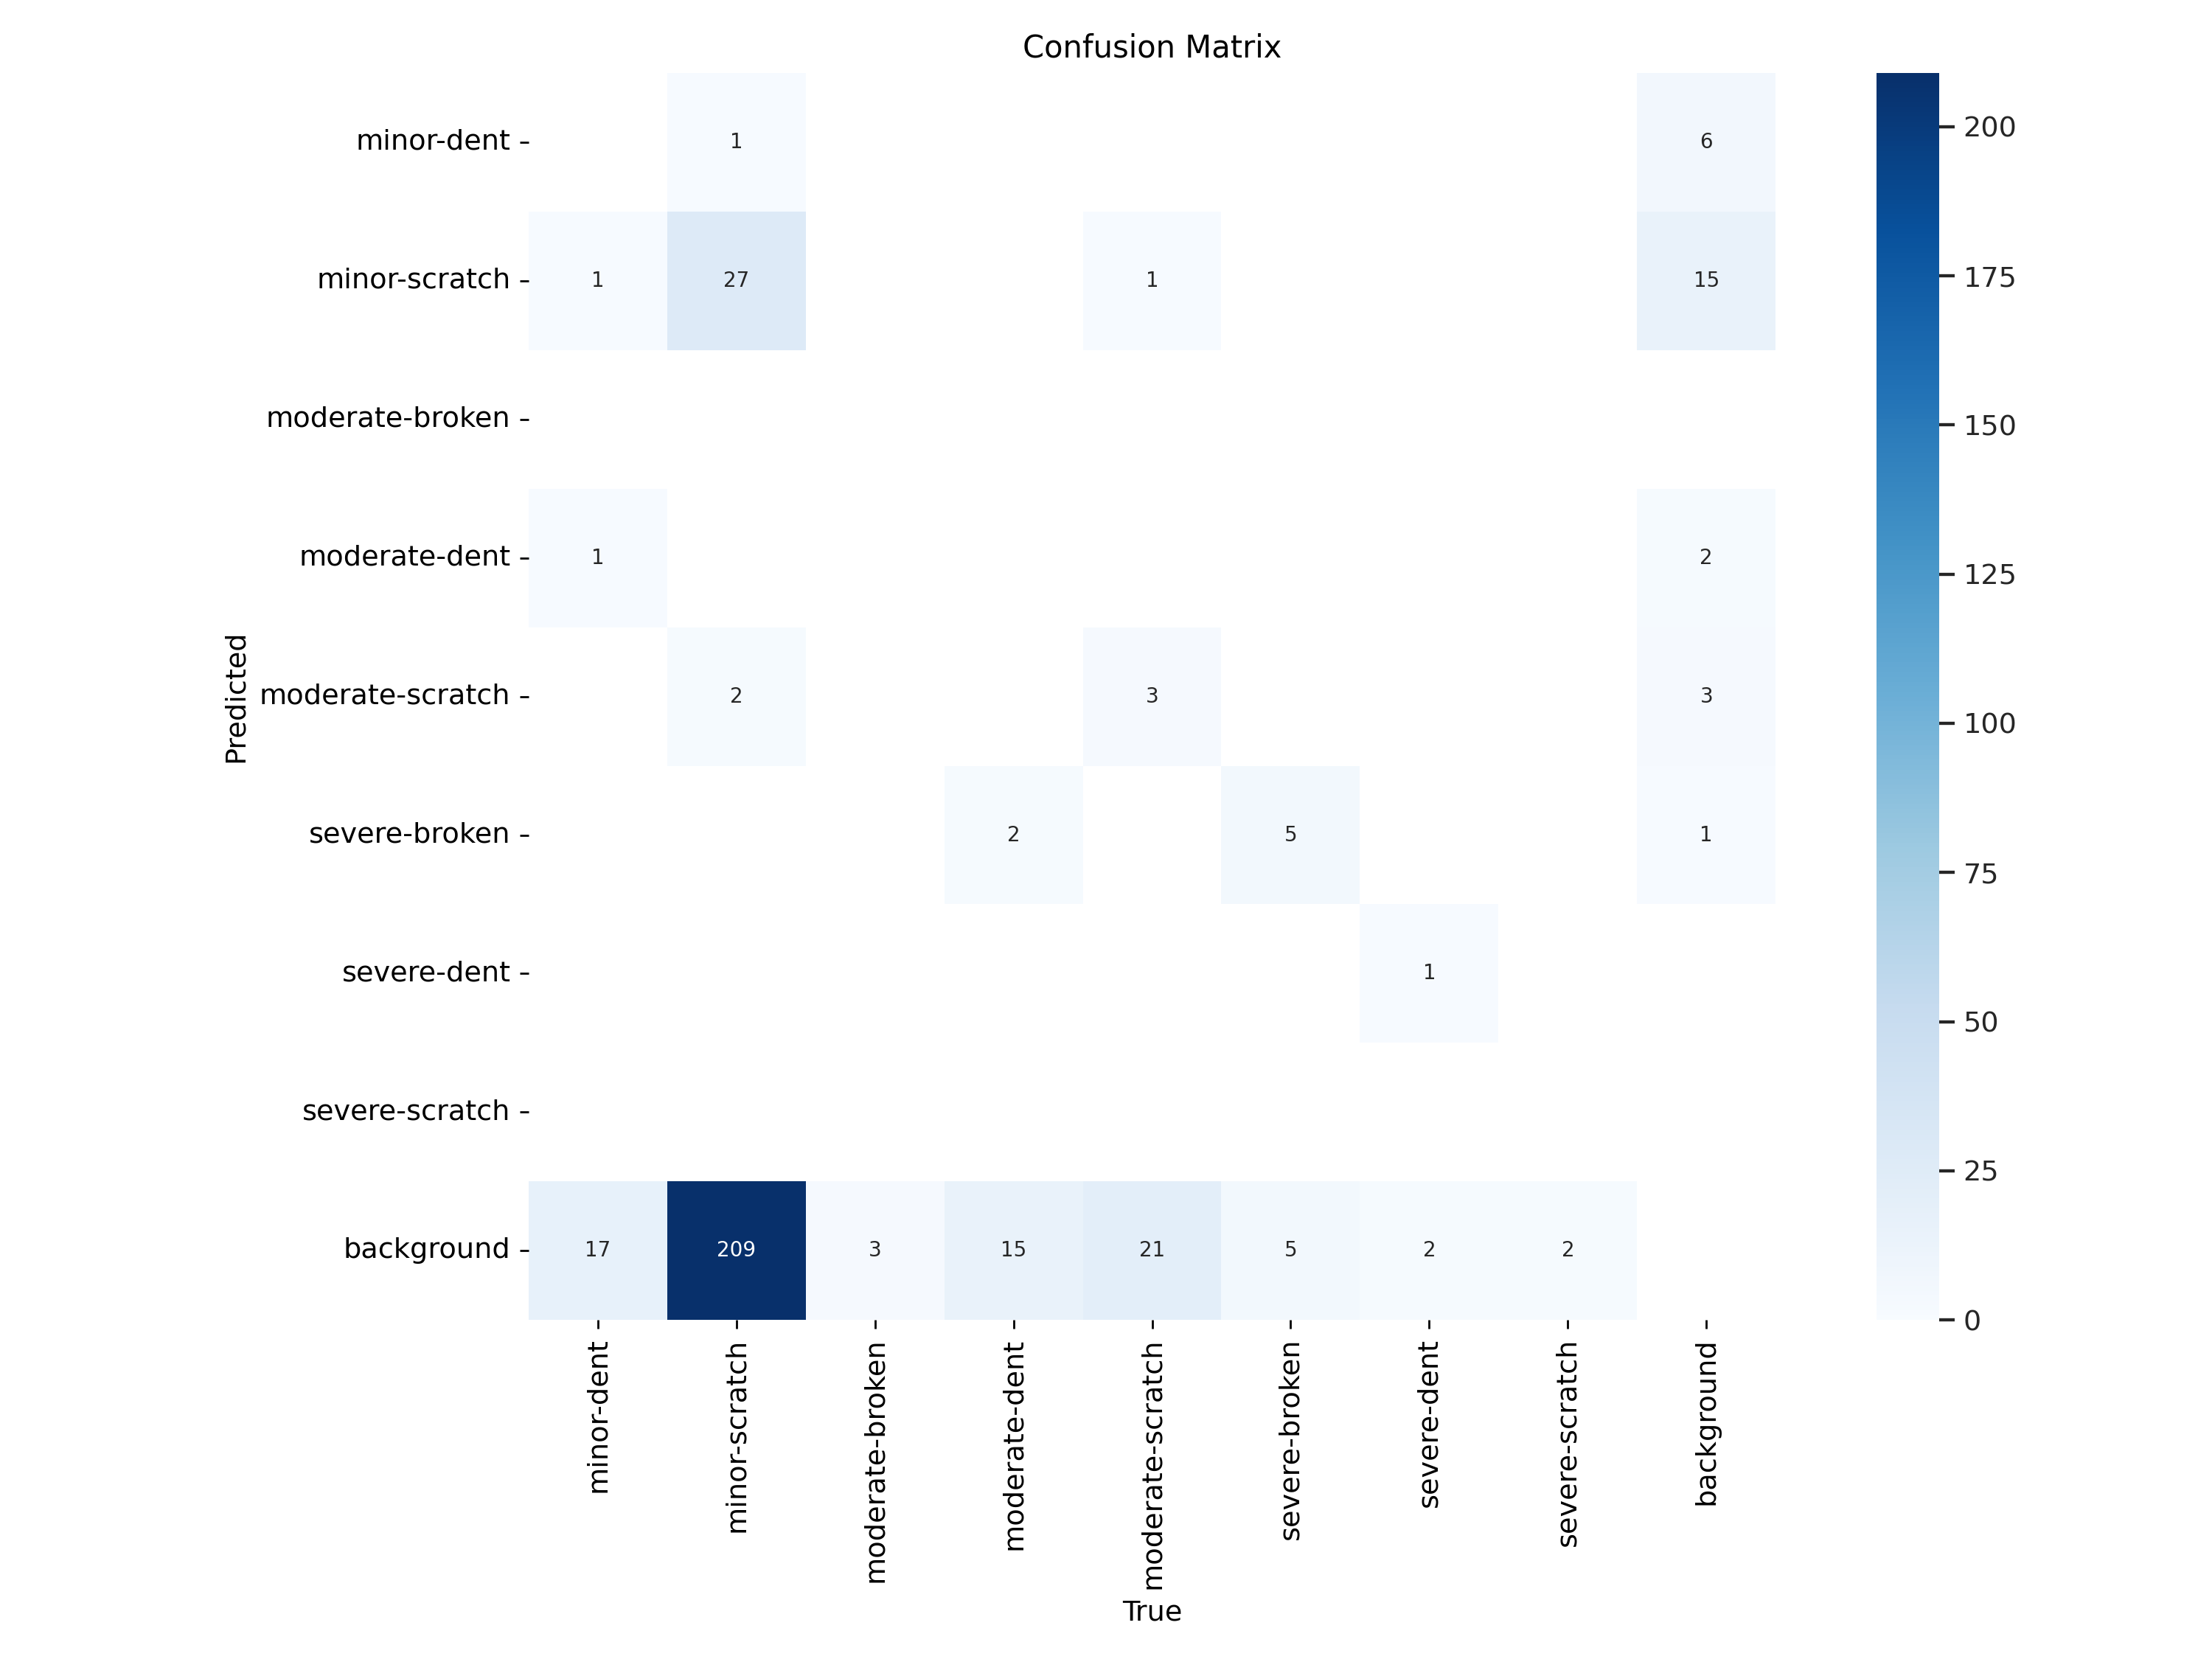 Confusion Matrix
minor-dent
1
6
200
minor-scratch
1
27
1
15
175
moderate-broken
150
moderate-dent
1
2
125
Predicted
moderate-scratch
2
3
3
100
severe-broken
2
5
1
75
severe-dent
1
50
severe-scratch
25
background
17
209
3
15
21
5
2
2
0
minor-dent
minor-scratch
moderate-broken
moderate-dent
moderate-scratch
severe-broken
severe-dent
severe-scratch
background
True